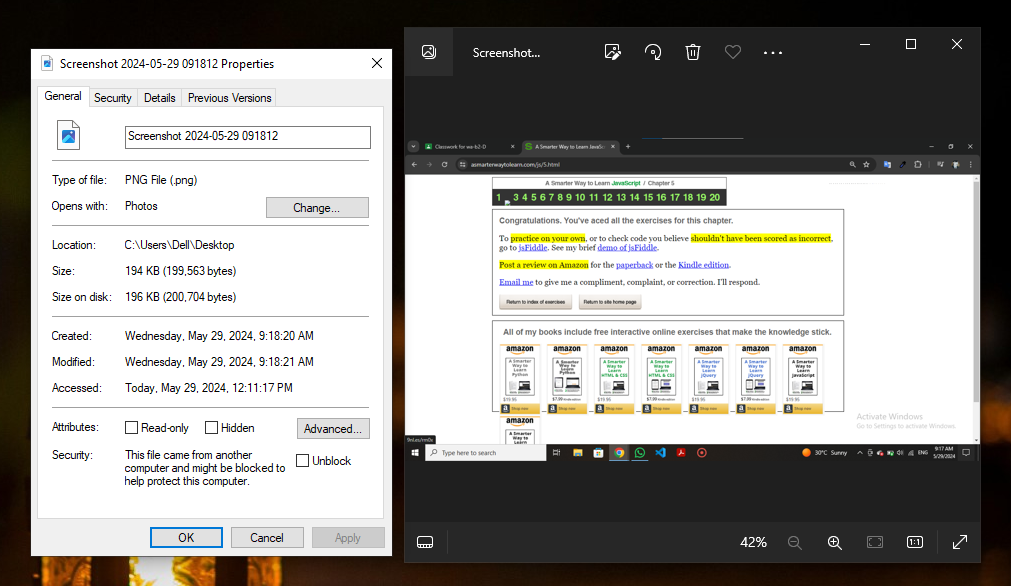 Screenshot 2024-05-29 091812 Properties
General
Security
Details
Previous Versions
Screenshot 2024-05-29 091812
Type of file:
PNG File (.png)
Opens with:
Photos
Change...
Location:
C:\Users\Dell\Desktop
Size:
194 KB (199,563 bytes)
Size on disk:
196 KB (200,704 bytes)
Created:
Wednesday, May 29, 2024, 9:18:20 AM
Modified:
Wednesday, May 29, 2024, 9:18:21 AM
Accessed:
Today, May 29, 2024, 12:11:17 PM
Attributes:
Read-only
Hidden
Advanced...
Security:
This file came from another
computer and might be blocked to
help protect this computer.
Unblock
OK
Cancel
Apply
Screenshot...
Classwork for wa-b2-D
A Smarter Way to Learn JavaS
asmarterwaytolearn.com/js/5.html
A Smarter Way to Learn JavaScript / Chapter 5
1 3 4 5 6 7 8 9 10 11 12 13 14 15 16 17 18 19 20
Congratulations. You've aced all the exercises for this chapter.
To practice on your own, or to check code you believe shouldn't have been scored as incorrect,
go to jsFiddle. See my brief demo of jsFiddle.
Post a review on Amazon for the paperback or the Kindle edition.
Email me to give me a compliment, complaint, or correction. I'll respond.
Return to index of exercises
Return to site home page
All of my books include free interactive online exercises that make the knowledge stick.
amazon amazon amazon amazon amazon amazon amazon
A Smarter Way to Learn Python
A Smarter Way to Learn Python
A Smarter Way to Learn HTML & CSS
A Smarter Way to Learn HTML & CSS
A Smarter Way to Learn jQuery
A Smarter Way to Learn jQuery
A Smarter Way to Learn JavaScript
$19.95 $7.99 $19.95 $7.99 $19.95 $7.99 $19.95
Shop now Shop now Shop now Shop now Shop now Shop now Shop now
amazon
A Smarter
Way to
Learn
Activate Windows
Go to Settings to activate Windows.
Type here to search
30°C Sunny
ENG
9:17 AM
5/29/2024
42%
1:1